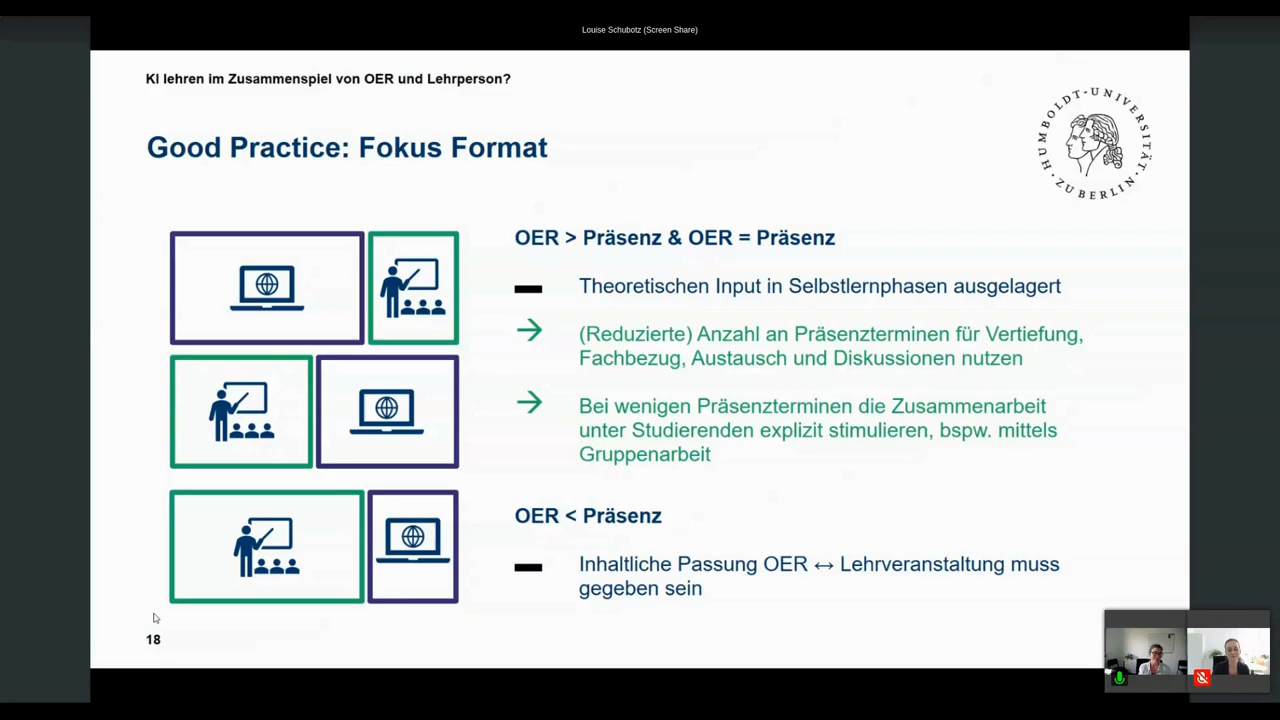 Louise Schubotz (Screen Share)
KI lehren im Zusammenspiel von OER und Lehrperson?
Good Practice: Fokus Format
HUMBOLDT-UNIVERSITÄT
ZU BERLIN
OER > Präsenz & OER = Präsenz
Theoretischen Input in Selbstlernphasen ausgelagert
→ (Reduzierte) Anzahl an Präsenzterminen für Vertiefung,
Fachbezug, Austausch und Diskussionen nutzen
→ Bei wenigen Präsenzterminen die Zusammenarbeit
unter Studierenden explizit stimulieren, bspw. mittels
Gruppenarbeit
OER < Präsenz
Inhaltliche Passung OER ↔ Lehrveranstaltung muss
gegeben sein
18